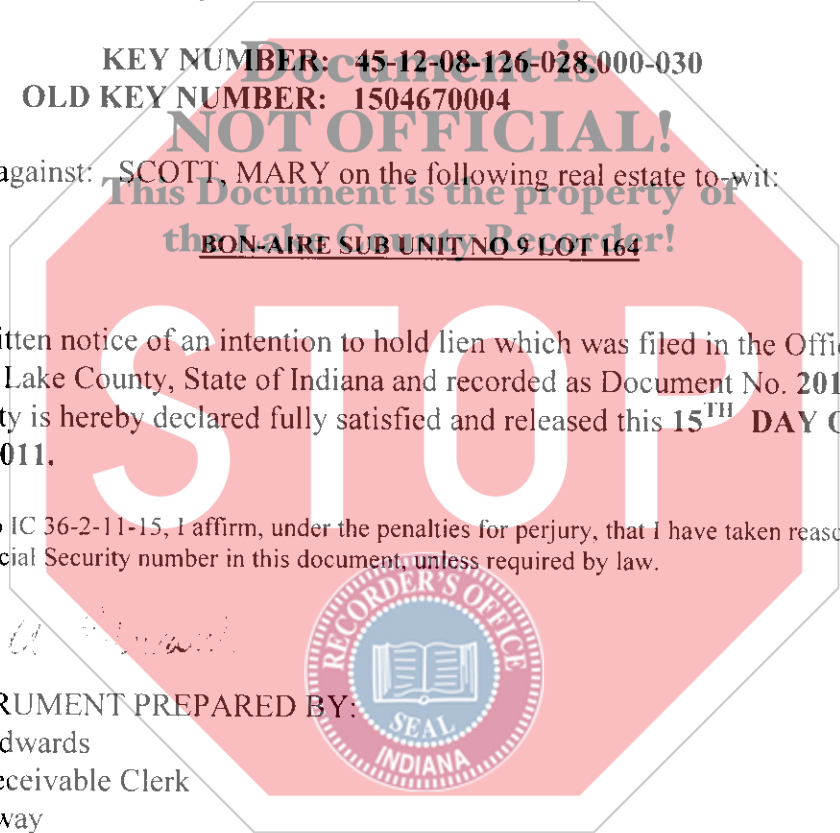 Document is
KEY NUMBER: 45-12-08-126-028.000-030
OLD KEY NUMBER: 1504670004
NOT OFFICIAL!
against: SCOTT, MARY on the following real estate to-wit:
This Document is the property of
the Lake County Recorder!
BON-AIRE SUB UNIT NO 9 LOT 164
STOP
itten notice of an intention to hold lien which was filed in the Offi
Lake County, State of Indiana and recorded as Document No. 201
ty is hereby declared fully satisfied and released this 15TH DAY
011.
IC 36-2-11-15, I affirm, under the penalties for perjury, that I have taken reaso
cial Security number in this document, unless required by law.
RECORDER'S OFFICE
SEAL
INDIANA
RUMENT PREPARED BY:
dwards
eceivable Clerk
way